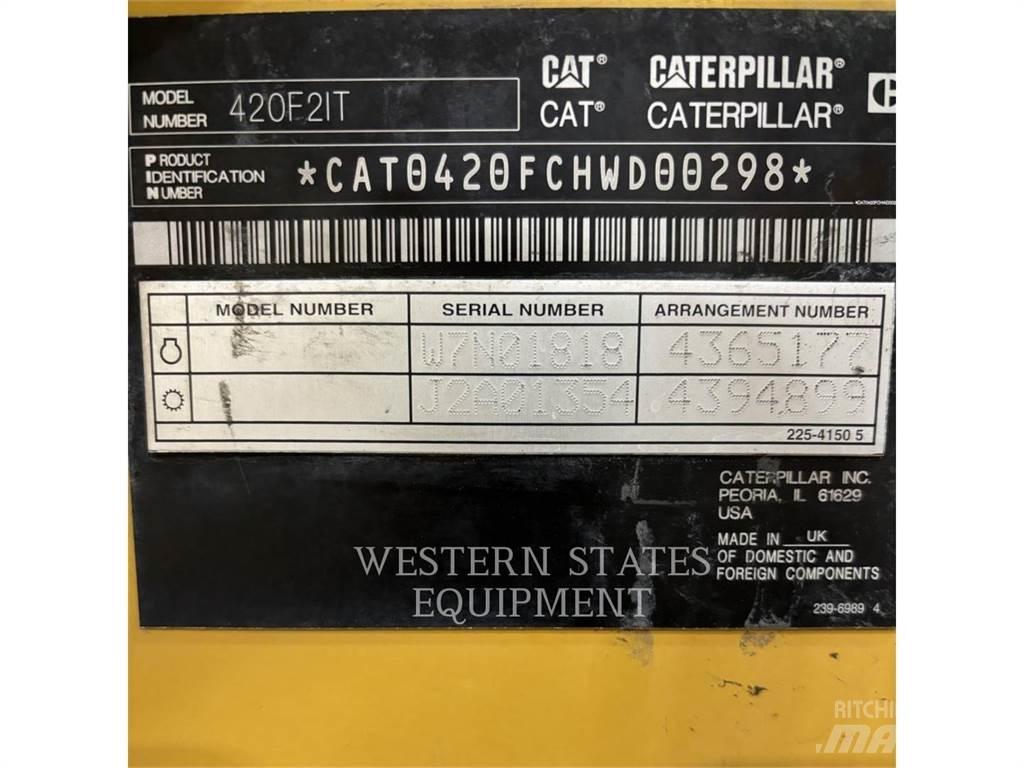 CAT® CATERPILLAR®
CAT® CATERPILLAR®
MODEL
NUMBER 420F2IT
PRODUCT
IDENTIFICATION
NUMBER
*CAT0420FCHWD00298*
MODEL NUMBER SERIAL NUMBER ARRANGEMENT NUMBER
W7N01818 4365177
J2A01354 4394899
225-4150 5
CATERPILLAR INC.
PEORIA, IL 61629
USA
MADE IN UK
OF DOMESTIC AND
FOREIGN COMPONENTS
239-6989 4
WESTERN STATES
EQUIPMENT
RITCHI
MA